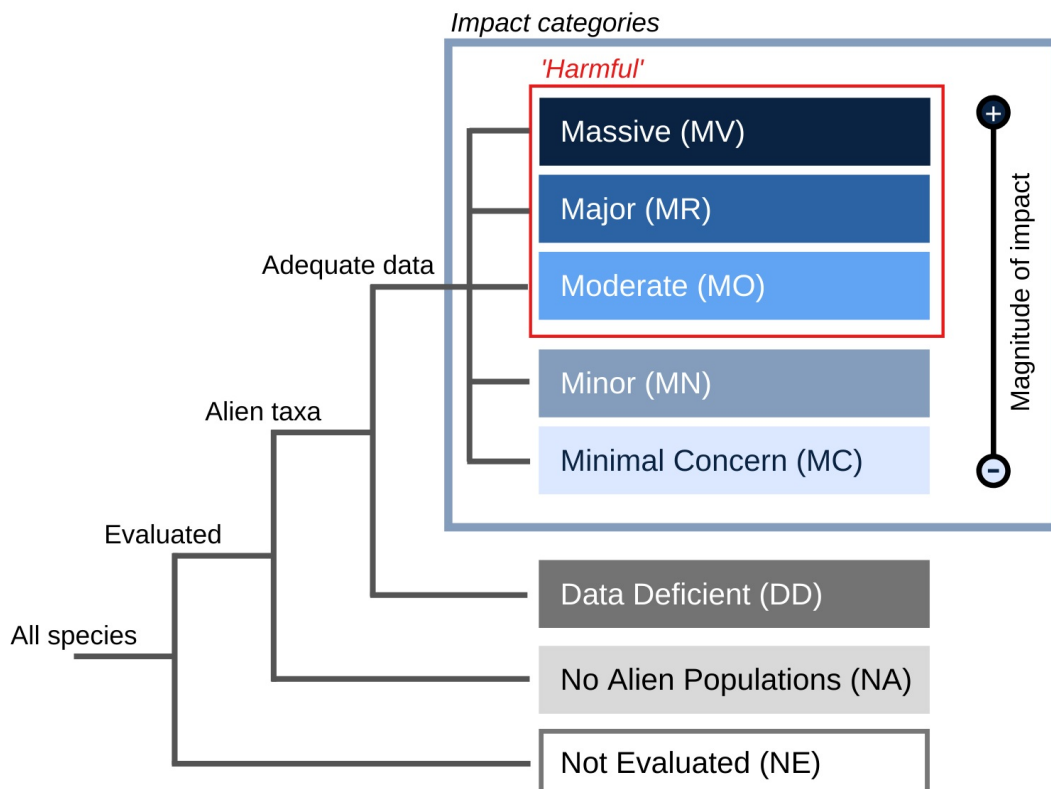 Impact categories
'Harmful'
Massive (MV)
+
Major (MR)
Adequate data
Moderate (MO)
Magnitude of impact
Minor (MN)
Alien taxa
Minimal Concern (MC)
-
Evaluated
Data Deficient (DD)
All species
No Alien Populations (NA)
Not Evaluated (NE)